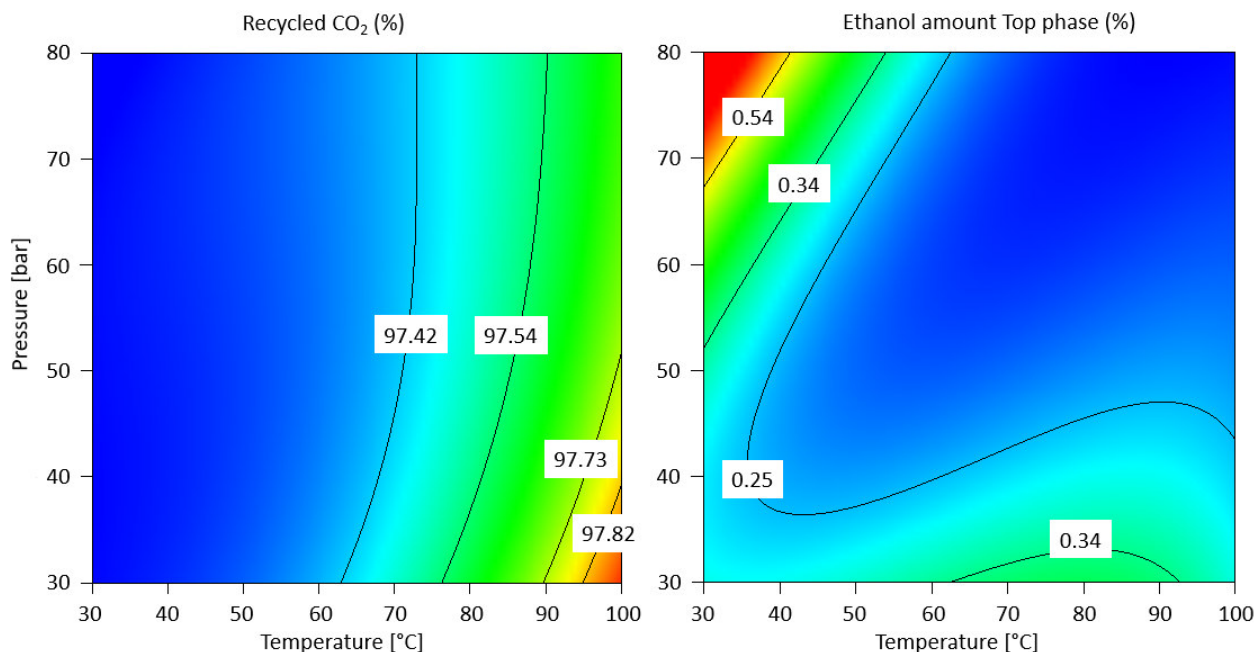 Recycled CO₂ (%)
80
70
60
50
40
30
Pressure [bar]
97.42
97.54
97.73
97.82
30 40 50 60 70 80 90 100
Temperature [°C]
Ethanol amount Top phase (%)
80
70
60
50
40
30
0.54
0.34
0.25
0.34
30 40 50 60 70 80 90 100
Temperature [°C]